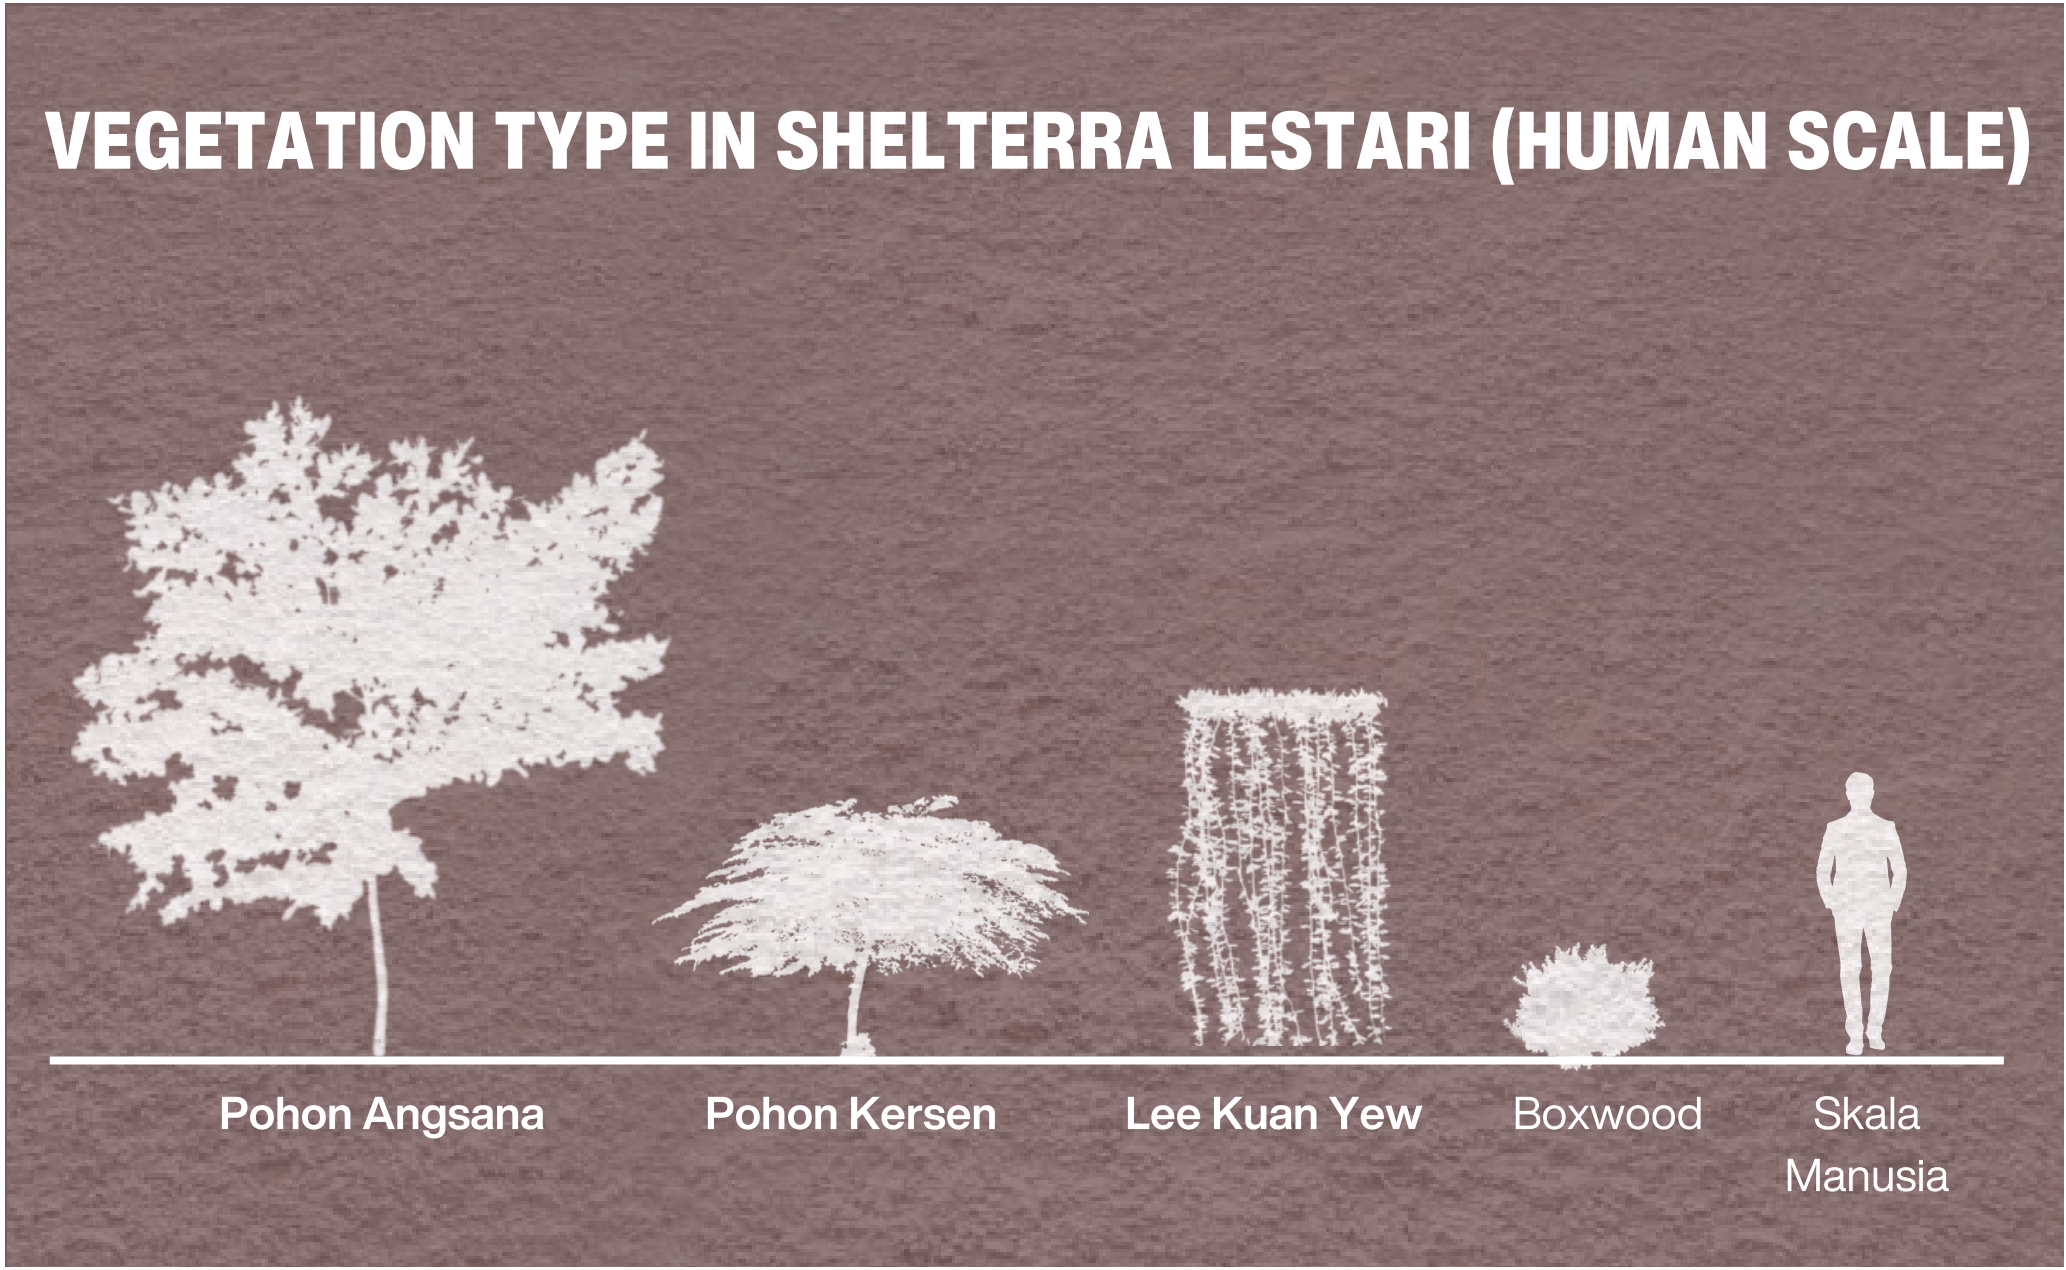 VEGETATION TYPE IN SHELTERRA LESTARI (HUMAN SCALE)
Pohon Angsana
Pohon Kersen
Lee Kuan Yew
Boxwood
Skala
Manusia